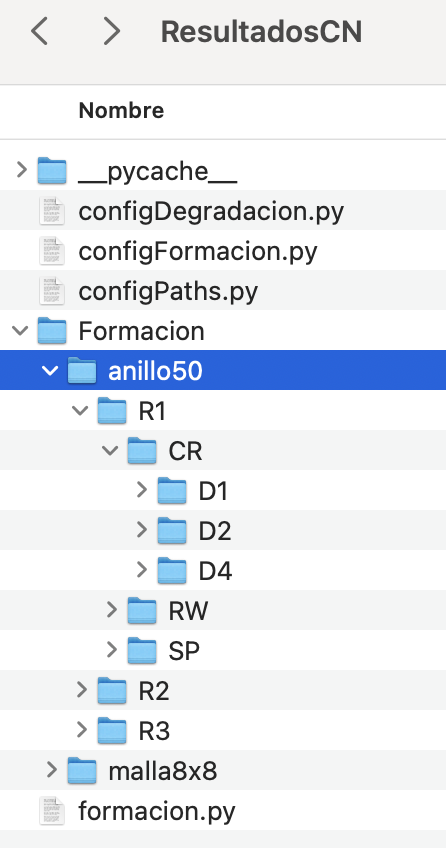 ResultadosCN
Nombre
__pycache__
configDegradacion.py
configFormacion.py
configPaths.py
Formacion
anillo50
R1
CR
D1
D2
D4
RW
SP
R2
R3
malla8x8
formacion.py